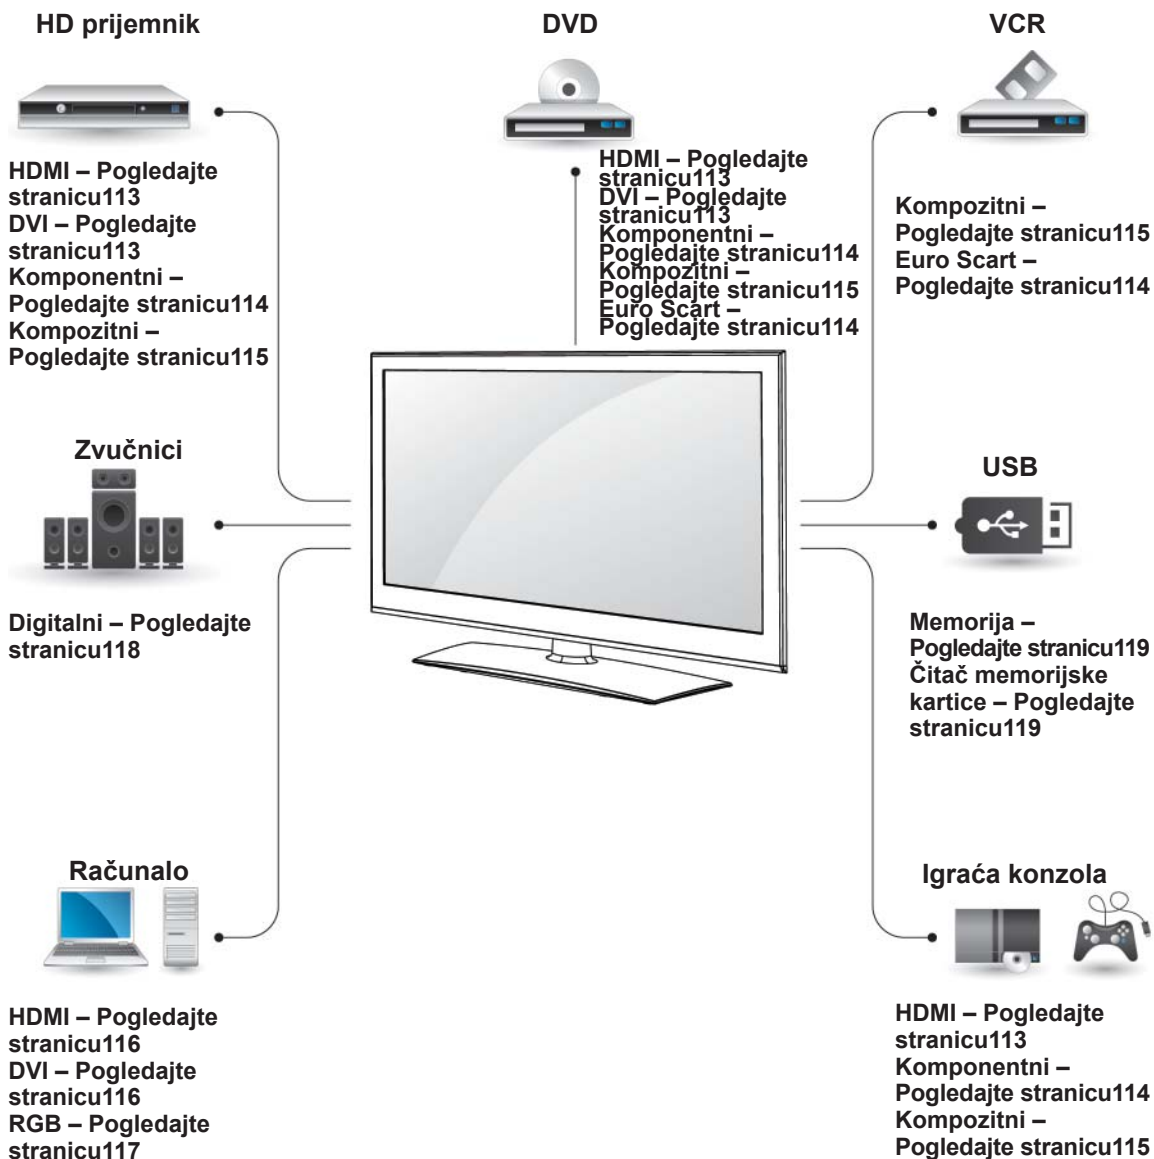 HD prijemnik
HDMI – Pogledajte
stranicu113
DVI – Pogledajte
stranicu113
Komponentni –
Pogledajte stranicu114
Kompozitni –
Pogledajte stranicu115
DVD
HDMI – Pogledajte
stranicu113
DVI – Pogledajte
stranicu113
Komponentni –
Pogledajte stranicu114
Kompozitni –
Pogledajte stranicu115
Euro Scart –
Pogledajte stranicu114
VCR
Kompozitni –
Pogledajte stranicu115
Euro Scart –
Pogledajte stranicu114
Zvučnici
Digitalni – Pogledajte
stranicu118
USB
Memorija –
Pogledajte stranicu119
Čitač memorijske
kartice – Pogledajte
stranicu119
Računalo
HDMI – Pogledajte
stranicu116
DVI – Pogledajte
stranicu116
RGB – Pogledajte
stranicu117
Igraća konzola
HDMI – Pogledajte
stranicu113
Komponentni –
Pogledajte stranicu114
Kompozitni –
Pogledajte stranicu115